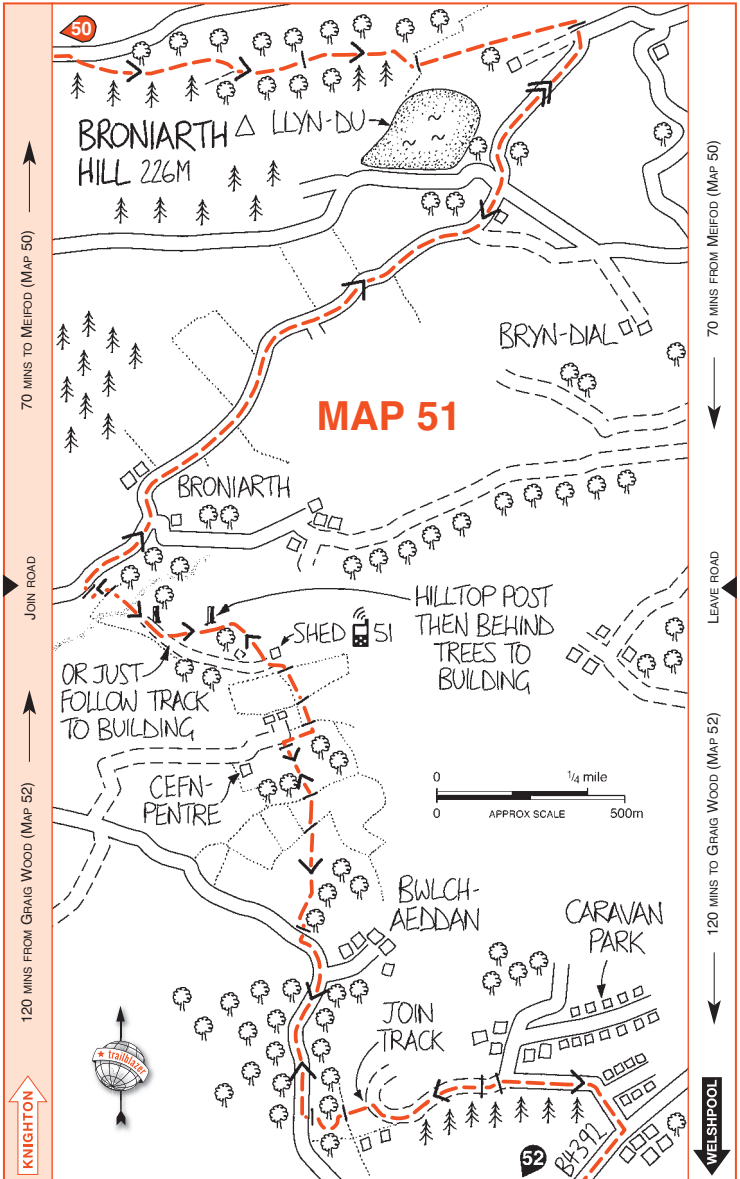 50
BRONIARTH
HILL 226M
LLYN-DU
BRYN-DIAL
MAP 51
BRONIARTH
HILLTOP POST
THEN BEHIND
TREES TO
BUILDING
SHED 51
OR JUST
FOLLOW TRACK
TO BUILDING
CEFN-
PENTRE
0 ¼ mile
0 APPROX SCALE 500m
BWLCH-
AEDDAN
CARAVAN
PARK
JOIN
TRACK
trailblazer
52
B4392
70 MINS TO MEIFOD (MAP 50)
JOIN ROAD
120 MINS FROM GRAIG WOOD (MAP 52)
KNIGHTON
70 MINS FROM MEIFOD (MAP 50)
LEAVE ROAD
120 MINS TO GRAIG WOOD (MAP 52)
WELSHPOOL